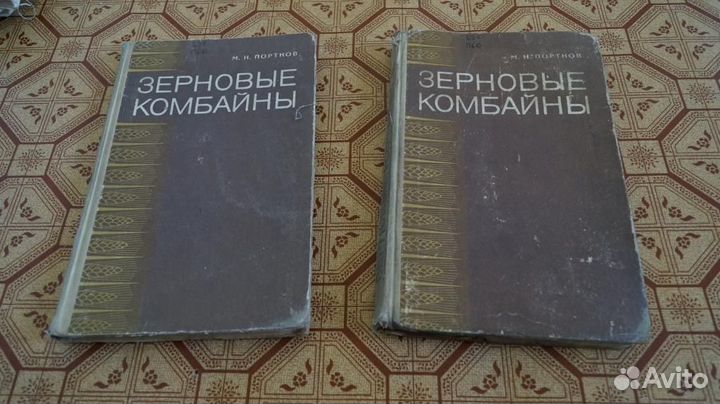 М. Н. ПОРТНОВ
ЗЕРНОВЫЕ
КОМБАЙНЫ
М. Н. ПОРТНОВ
ЗЕРНОВЫЕ
КОМБАЙНЫ
Avito